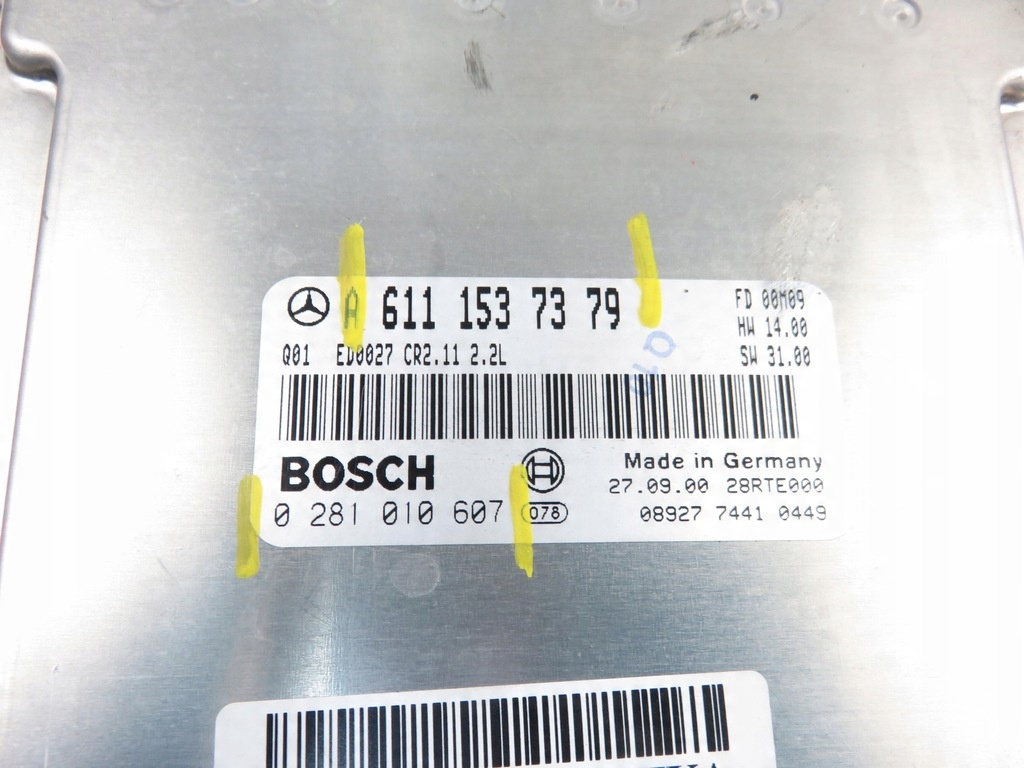 A 611 153 73 79
FD 00M09
HW 14.00
Q01 ED0027 CR2.11 2.2L
SW 31.00
BOSCH
Made in Germany
27.09.00 28RTE000
0 281 010 607 078
08927 7441 0449